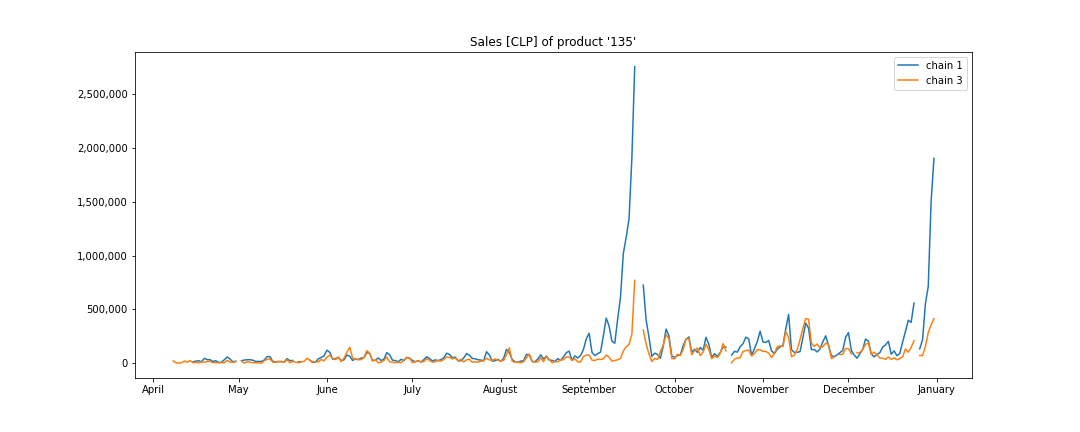 Sales [CLP] of product '135'
chain 1
chain 3
2,500,000
2,000,000
1,500,000
1,000,000
500,000
0
April May June July August September October November December January